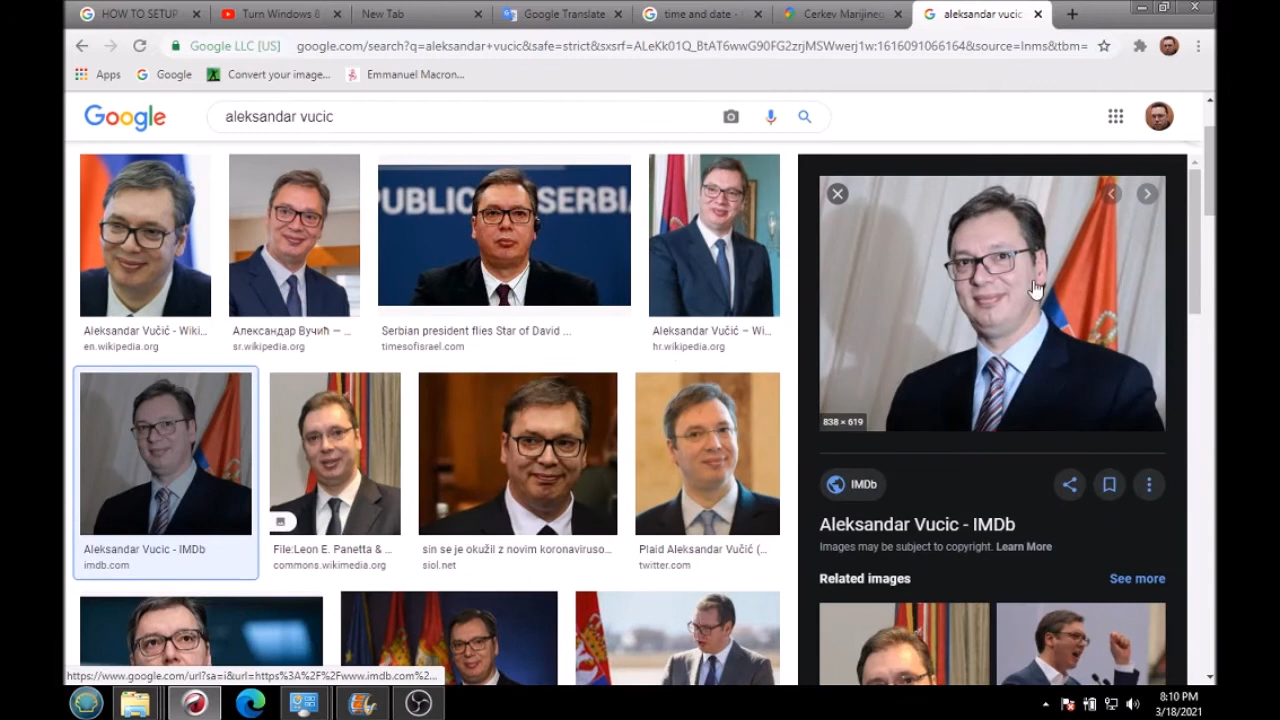 HOW TO SETUP
Turn Windows 8
New Tab
Google Translate
time and date - G
Cerkev Marijineg
aleksandar vucic
Google LLC [US]
google.com/search?q=aleksandar+vucic&safe=strict&sxsrf=ALeKk01Q_BtAT6wwG90FG2zrjMSWwerj1w:1616091066164&source=lnms&tbm=
Apps
Google
Convert your image...
Emmanuel Macron...
Google
aleksandar vucic
PUBLIC
SERBIA
Aleksandar Vučić - Wiki...
en.wikipedia.org
Александар Вучић — ...
sr.wikipedia.org
Serbian president flies Star of David ...
timesofisrael.com
Aleksandar Vučić – Wi...
hr.wikipedia.org
838 × 619
IMDb
Aleksandar Vucic - IMDb
Images may be subject to copyright. Learn More
Related images
See more
Aleksandar Vucic - IMDb
imdb.com
File:Leon E. Panetta & ...
commons.wikimedia.org
sin se je okužil z novim koronaviruso...
siol.net
Plaid Aleksandar Vučić (...
twitter.com
https://www.google.com/url?sa=i&url=https%3A%2F%2Fwww.imdb.com%2...
8:10 PM
3/18/2021